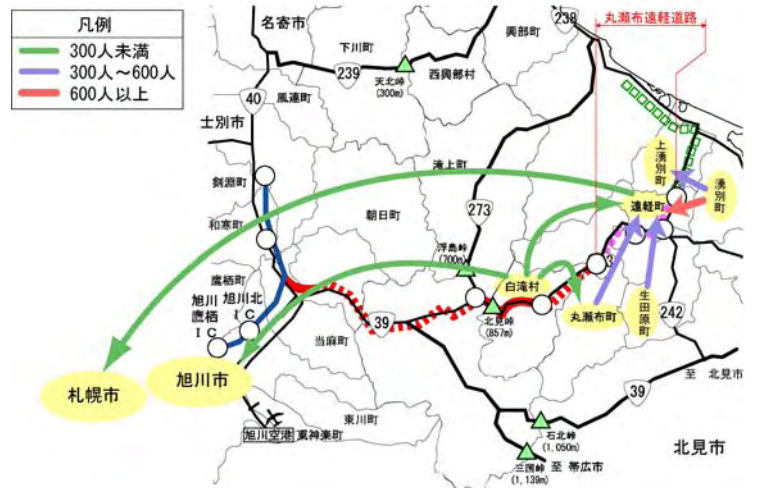 凡例
300人未満
300人～600人
600人以上
名寄市
下川町
興部町
238
丸瀬布遠軽道路
239
天北峠
(300m)
西興部村
40
風連町
士別市
上湧別町
剣淵町
滝上町
湧別町
遠軽町
和寒町
朝日町
273
浮島峠
(700m)
白滝村
鷹栖町
旭川鷹栖IC
旭川北IC
39
北見峠
(857m)
丸瀬布町
生田原町
242
当麻町
至 北見市
札幌市
旭川市
39
東川町
旭川空港
東神楽町
石北峠
(1,050m)
北見市
三国峠
(1,139m)
至 帯広市